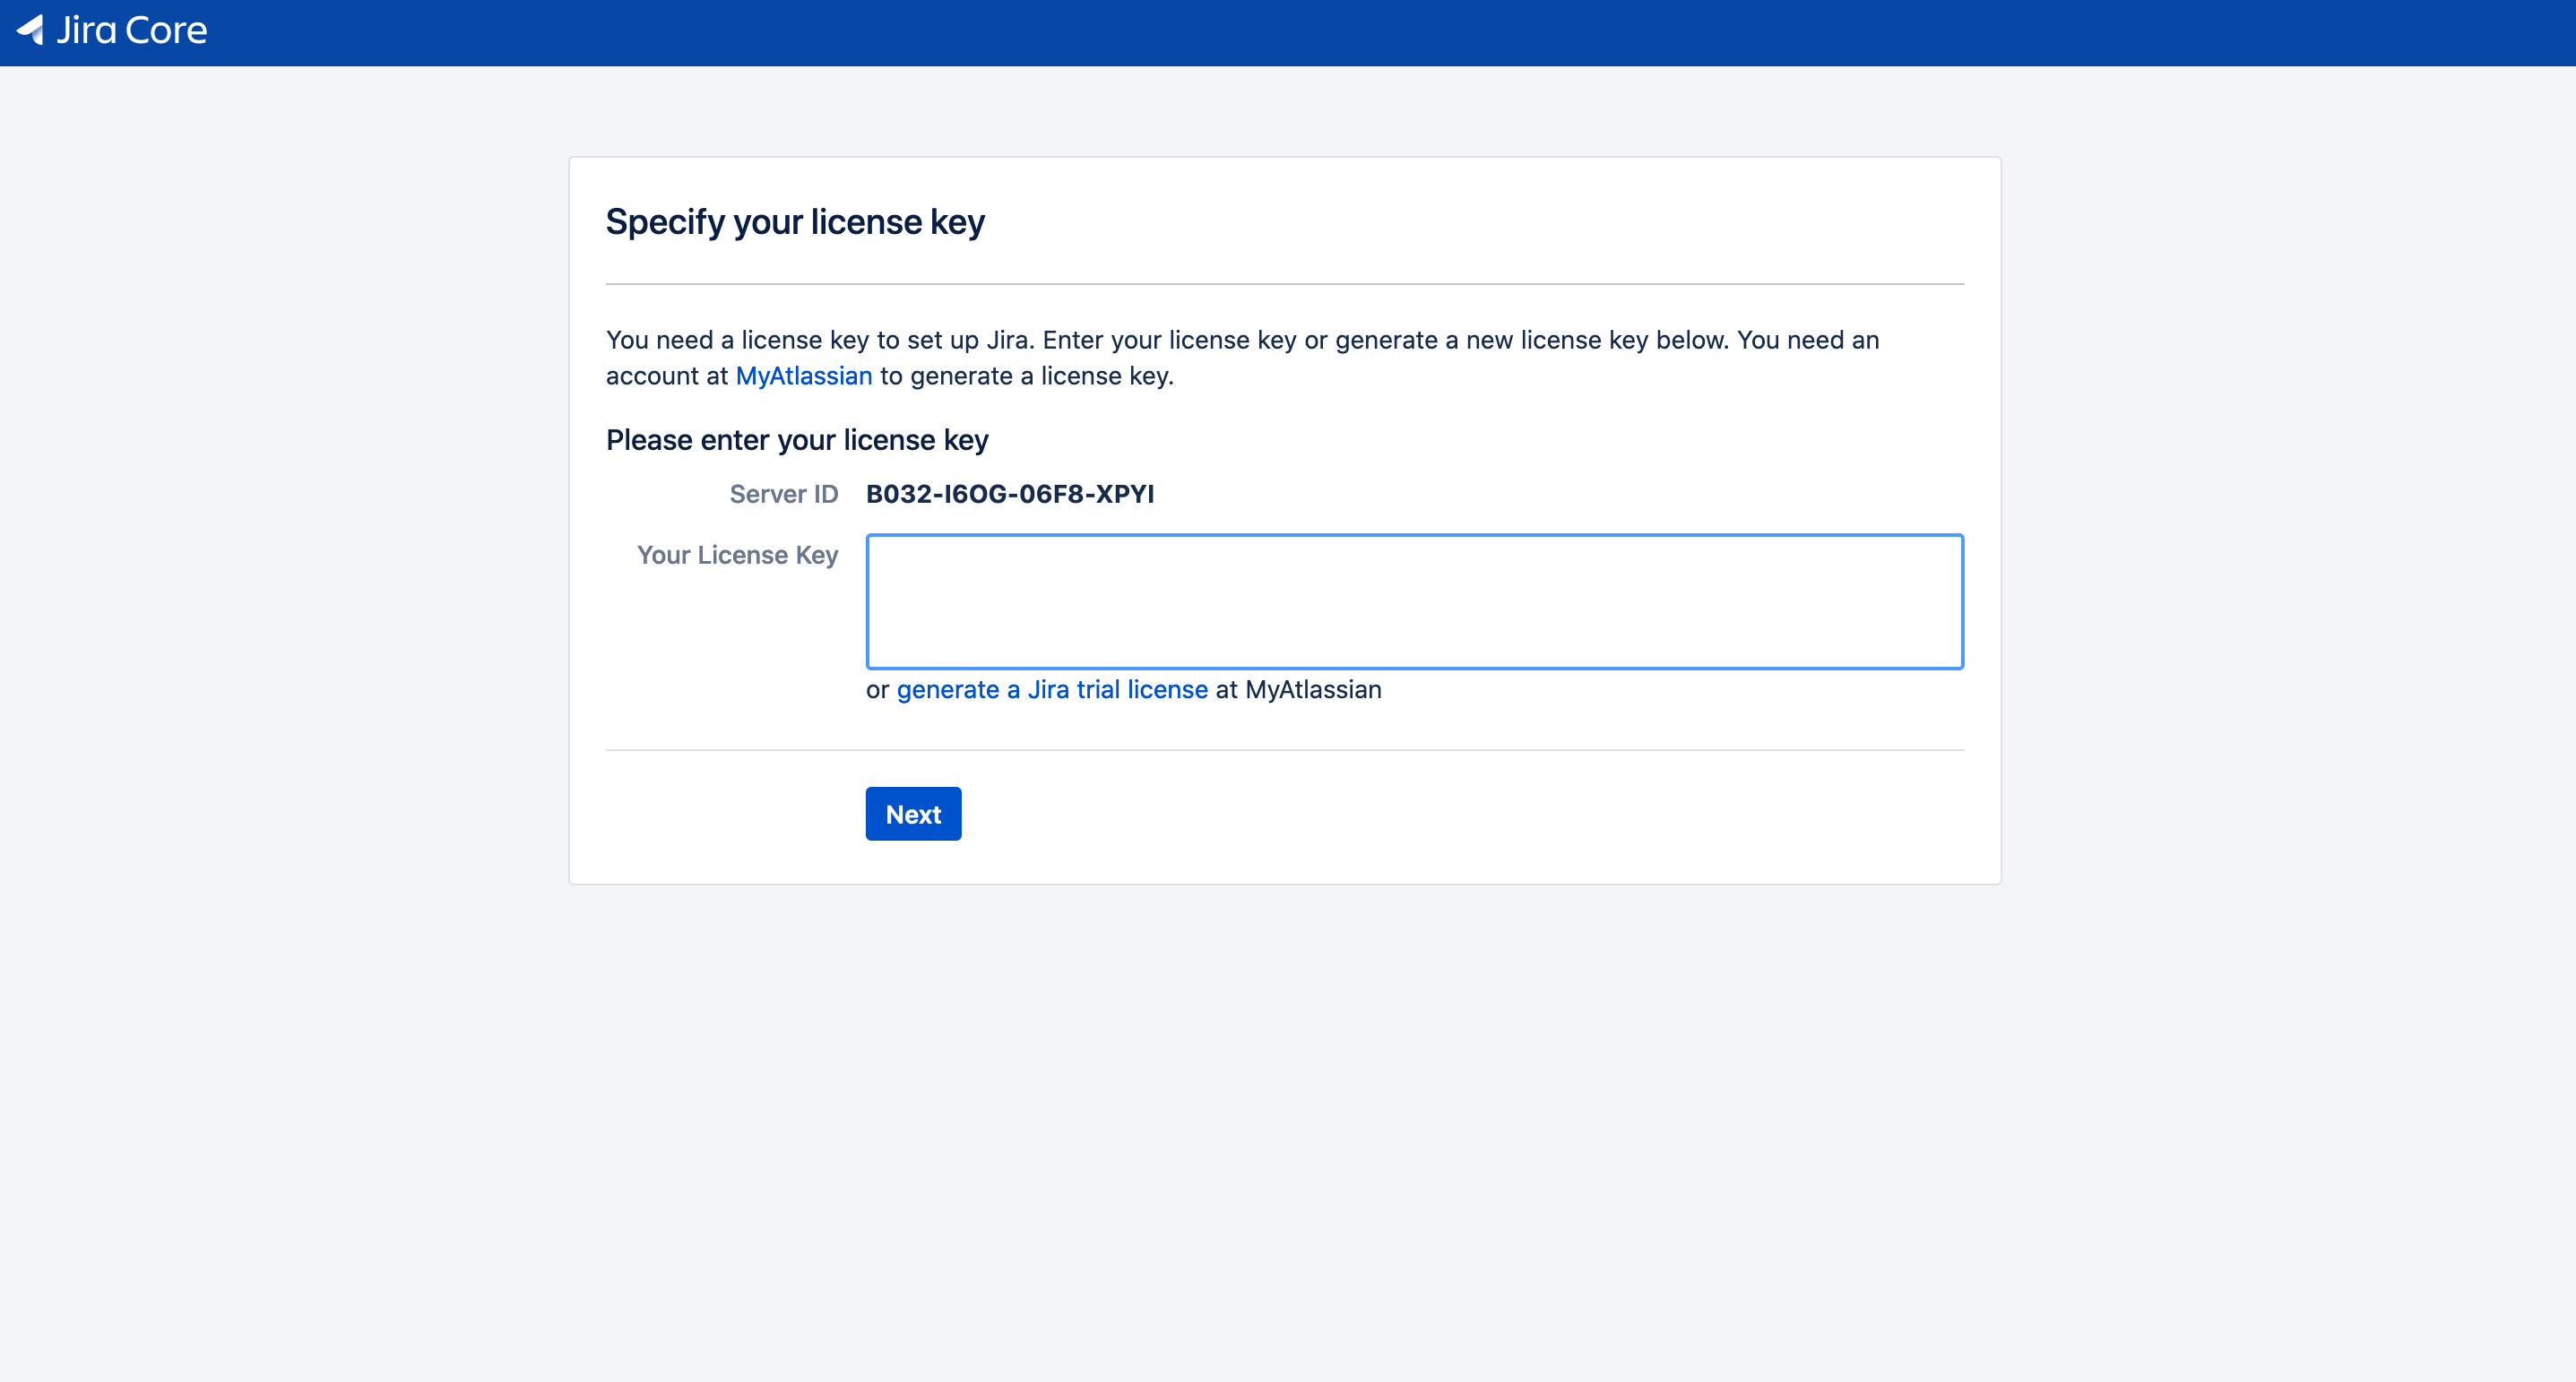 Jira Core
Specify your license key
You need a license key to set up Jira. Enter your license key or generate a new license key below. You need an
account at MyAtlassian to generate a license key.
Please enter your license key
Server ID B032-I6OG-06F8-XPYI
Your License Key
or generate a Jira trial license at MyAtlassian
Next